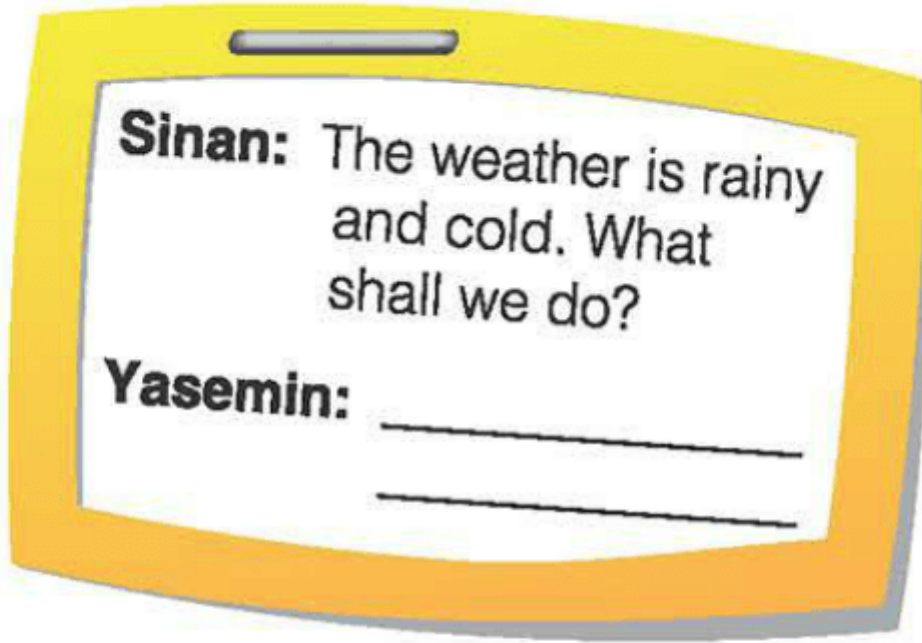 Sinan: The weather is rainy
and cold. What
shall we do?
Yasemin: